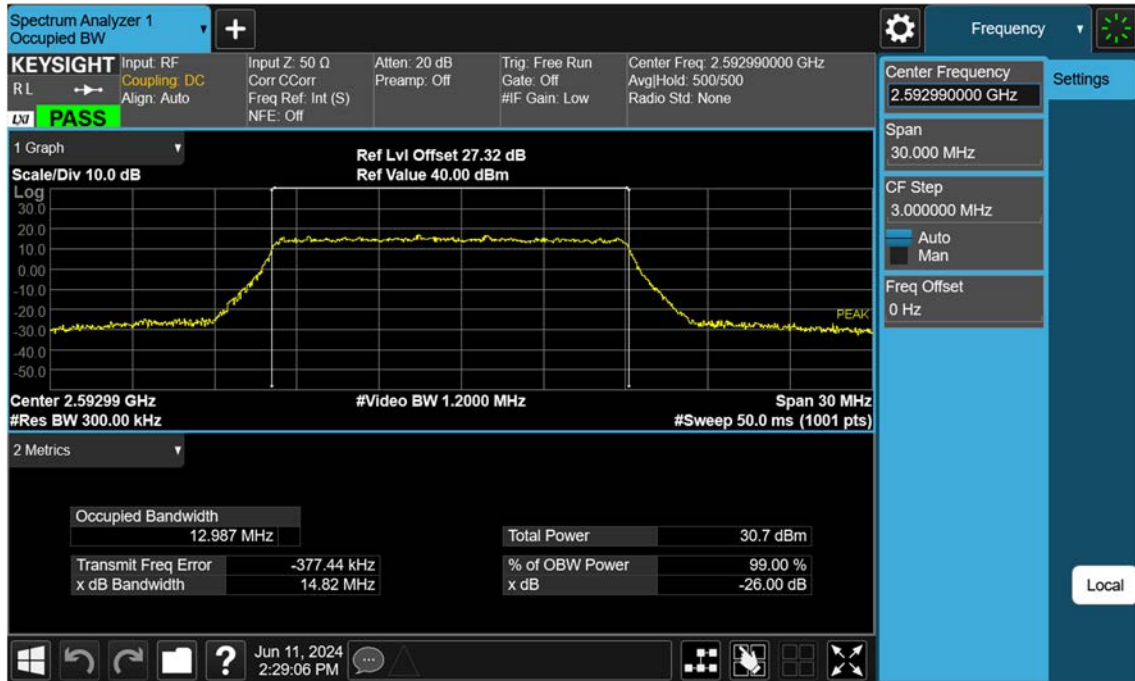 Spectrum Analyzer 1
Occupied BW
+
Frequency
KEYSIGHT
R L
LXI PASS
Input: RF
Coupling: DC
Align: Auto
Input Z: 50 Ω
Corr CCorr
Freq Ref: Int (S)
NFE: Off
Atten: 20 dB
Preamp: Off
Trig: Free Run
Gate: Off
#IF Gain: Low
Center Freq: 2.592990000 GHz
Avg|Hold: 500/500
Radio Std: None
1 Graph
Scale/Div 10.0 dB
Ref Lvl Offset 27.32 dB
Ref Value 40.00 dBm
Log
30.0
20.0
10.0
0.00
-10.0
-20.0
-30.0
-40.0
-50.0
PEAK
Center 2.59299 GHz
#Video BW 1.2000 MHz
Span 30 MHz
#Res BW 300.00 kHz
#Sweep 50.0 ms (1001 pts)
2 Metrics
Occupied Bandwidth
12.987 MHz
Total Power 30.7 dBm
Transmit Freq Error -377.44 kHz
% of OBW Power 99.00 %
x dB Bandwidth 14.82 MHz
x dB -26.00 dB
Center Frequency
2.592990000 GHz
Settings
Span
30.000 MHz
CF Step
3.000000 MHz
Auto
Man
Freq Offset
0 Hz
Local
?
Jun 11, 2024
2:29:06 PM